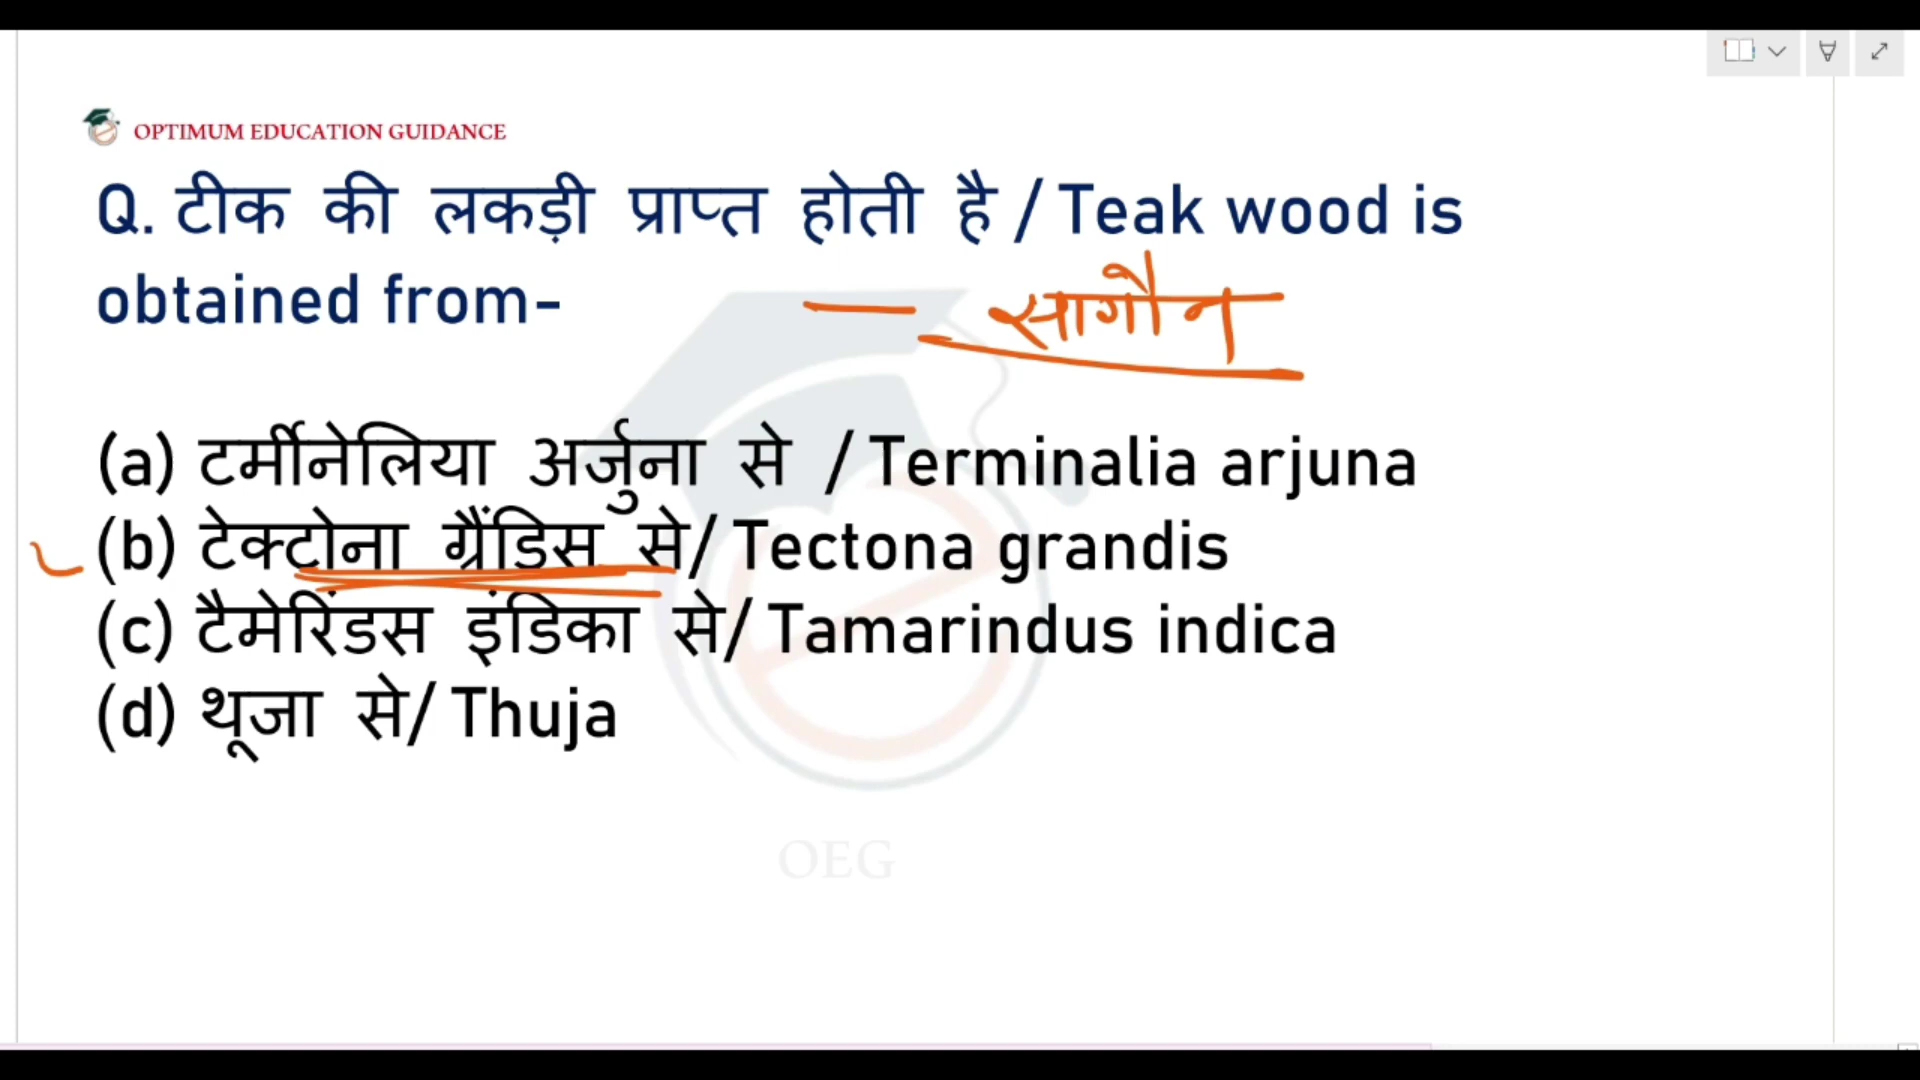 OPTIMUM EDUCATION GUIDANCE
Q. टीक की लकड़ी प्राप्त होती है / Teak wood is
obtained from-
— सागौन
(a) टर्मीनेलिया अर्जुना से / Terminalia arjuna
(b) टेक्टोना ग्रैंडिस से/ Tectona grandis
(c) टैमेरिंडस इंडिका से/ Tamarindus indica
(d) थूजा से/ Thuja
OEG